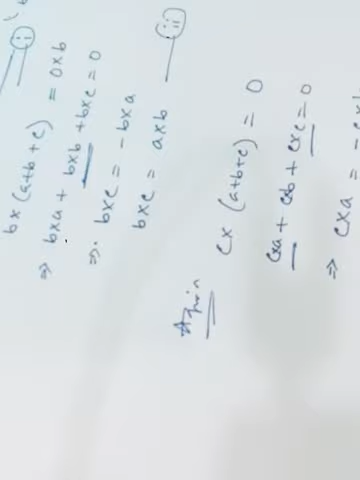 (i)
b×(a+b+c) = 0×b
⇒ b×a + b×b + b×c = 0
⇒ b×c = -b×a
b×c = a×b — (ii)
Again
c×(a+b+c) = 0
c×a + c×b + c×c = 0
⇒ c×a = -c×b